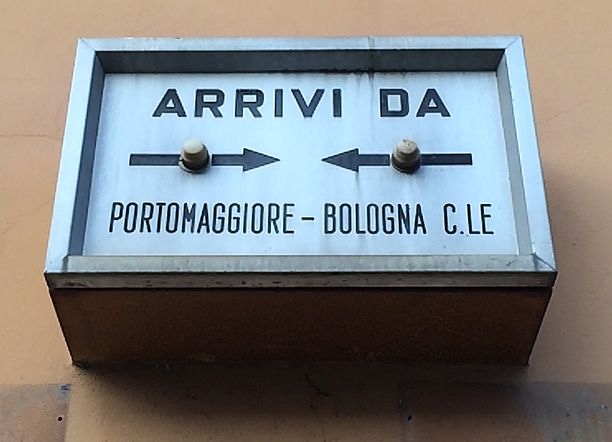 ARRIVI DA
PORTOMAGGIORE - BOLOGNA C.LE